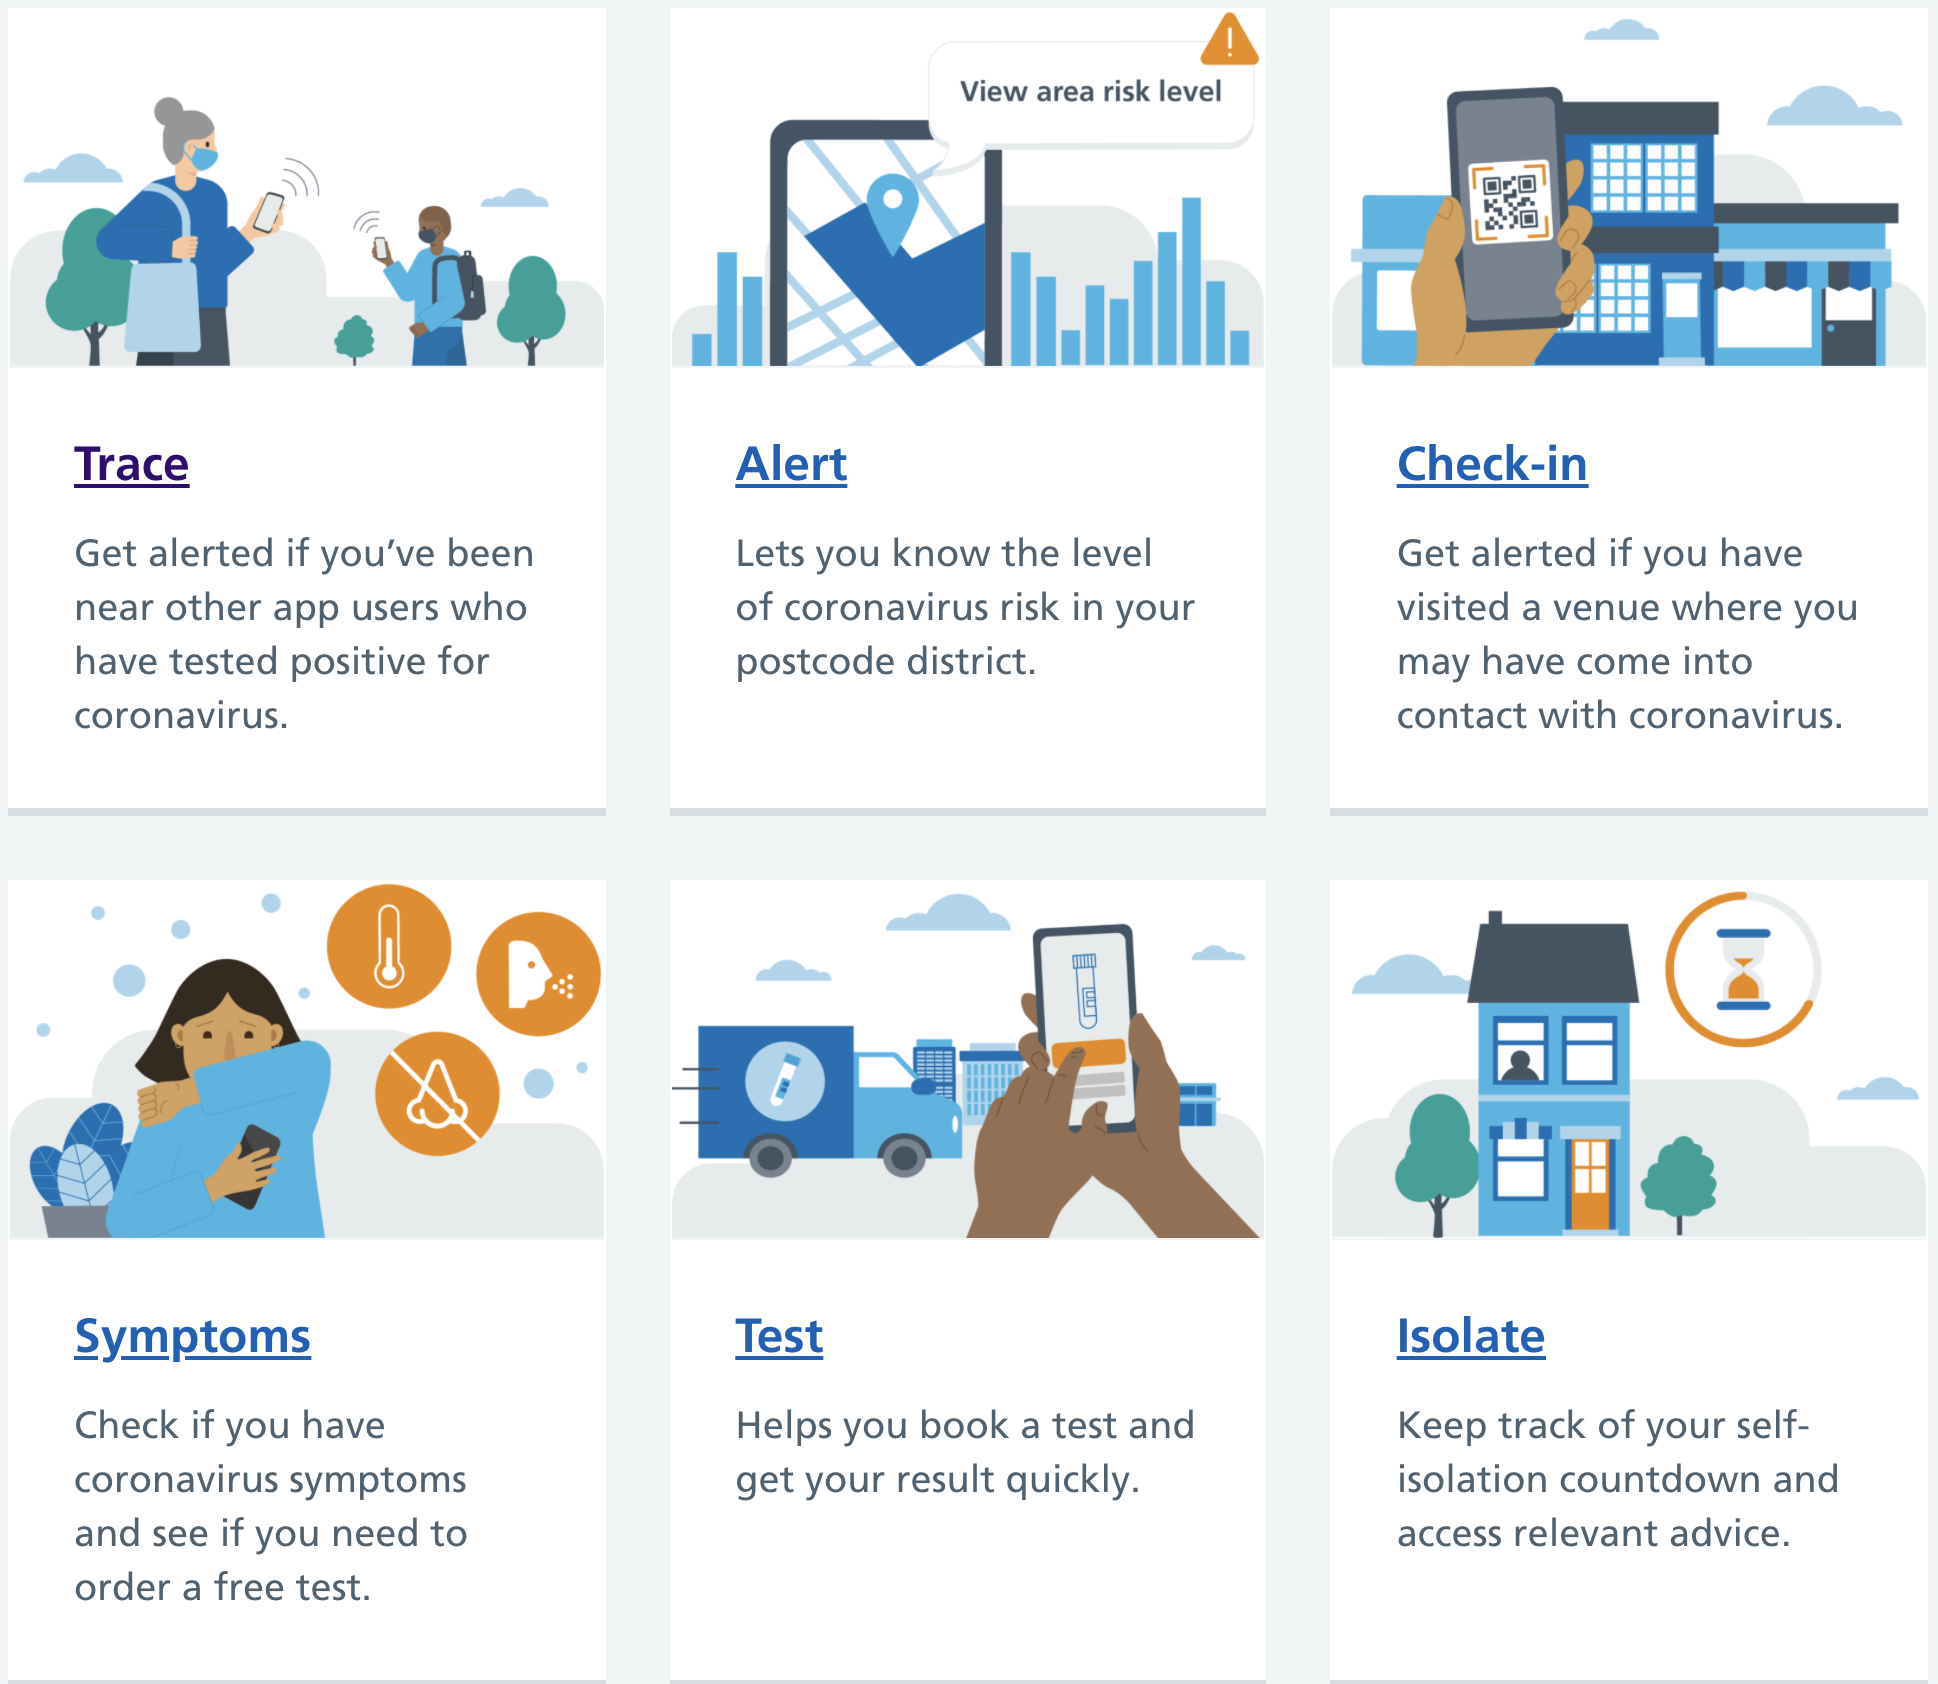 View area risk level
Trace
Get alerted if you’ve been
near other app users who
have tested positive for
coronavirus.
Alert
Lets you know the level
of coronavirus risk in your
postcode district.
Check-in
Get alerted if you have
visited a venue where you
may have come into
contact with coronavirus.
Symptoms
Check if you have
coronavirus symptoms
and see if you need to
order a free test.
Test
Helps you book a test and
get your result quickly.
Isolate
Keep track of your self-
isolation countdown and
access relevant advice.